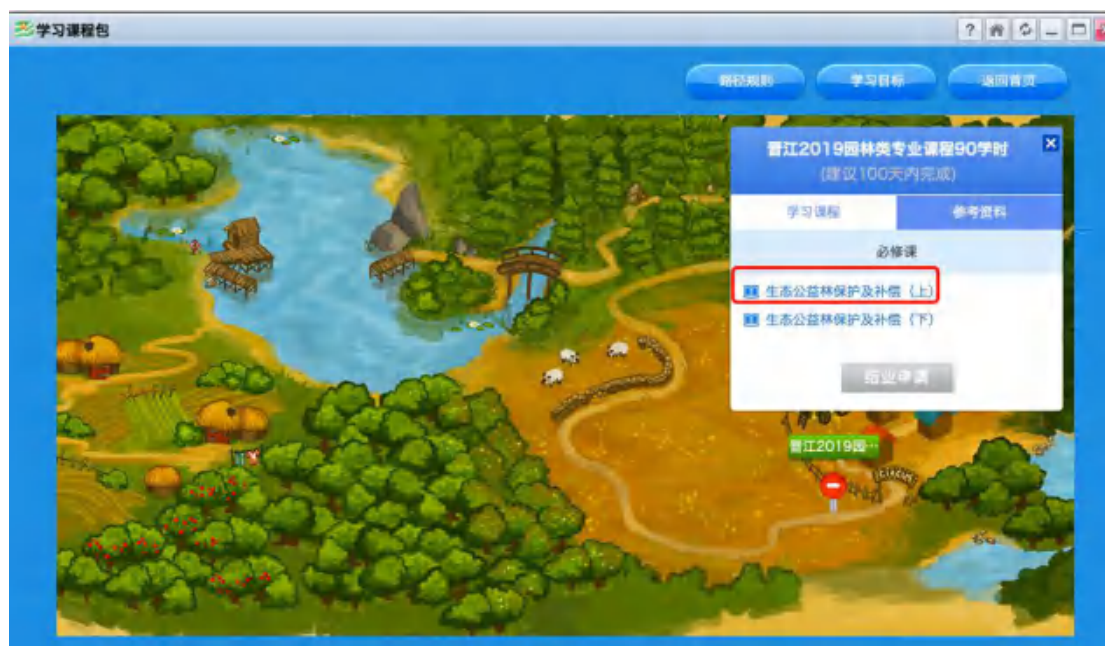 学习课程包
路径规则
学习目标
返回首页
晋江2019园林类专业课程90学时
(建议100天内完成)
学习课程
参考资料
必修课
生态公益林保护及补偿（上）
生态公益林保护及补偿（下）
结业申请
晋江2019园…